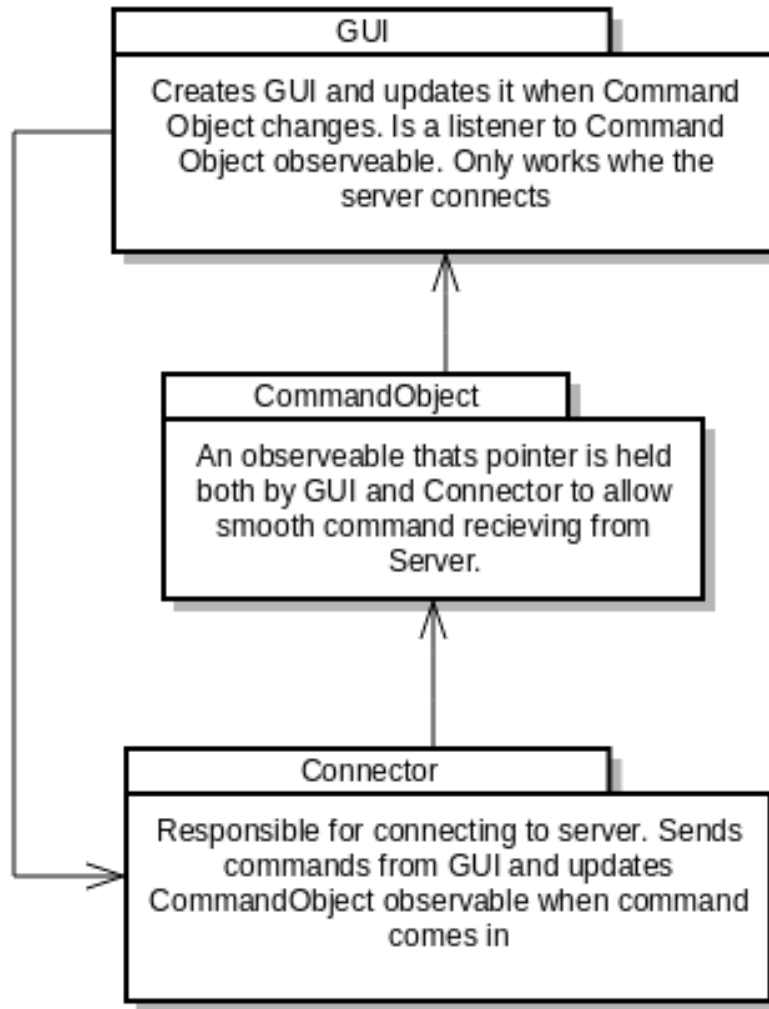 GUI
Creates GUI and updates it when Command
Object changes. Is a listener to Command
Object observeable. Only works whe the
server connects
CommandObject
An observeable thats pointer is held
both by GUI and Connector to allow
smooth command recieving from
Server.
Connector
Responsible for connecting to server. Sends
commands from GUI and updates
CommandObject observable when command
comes in